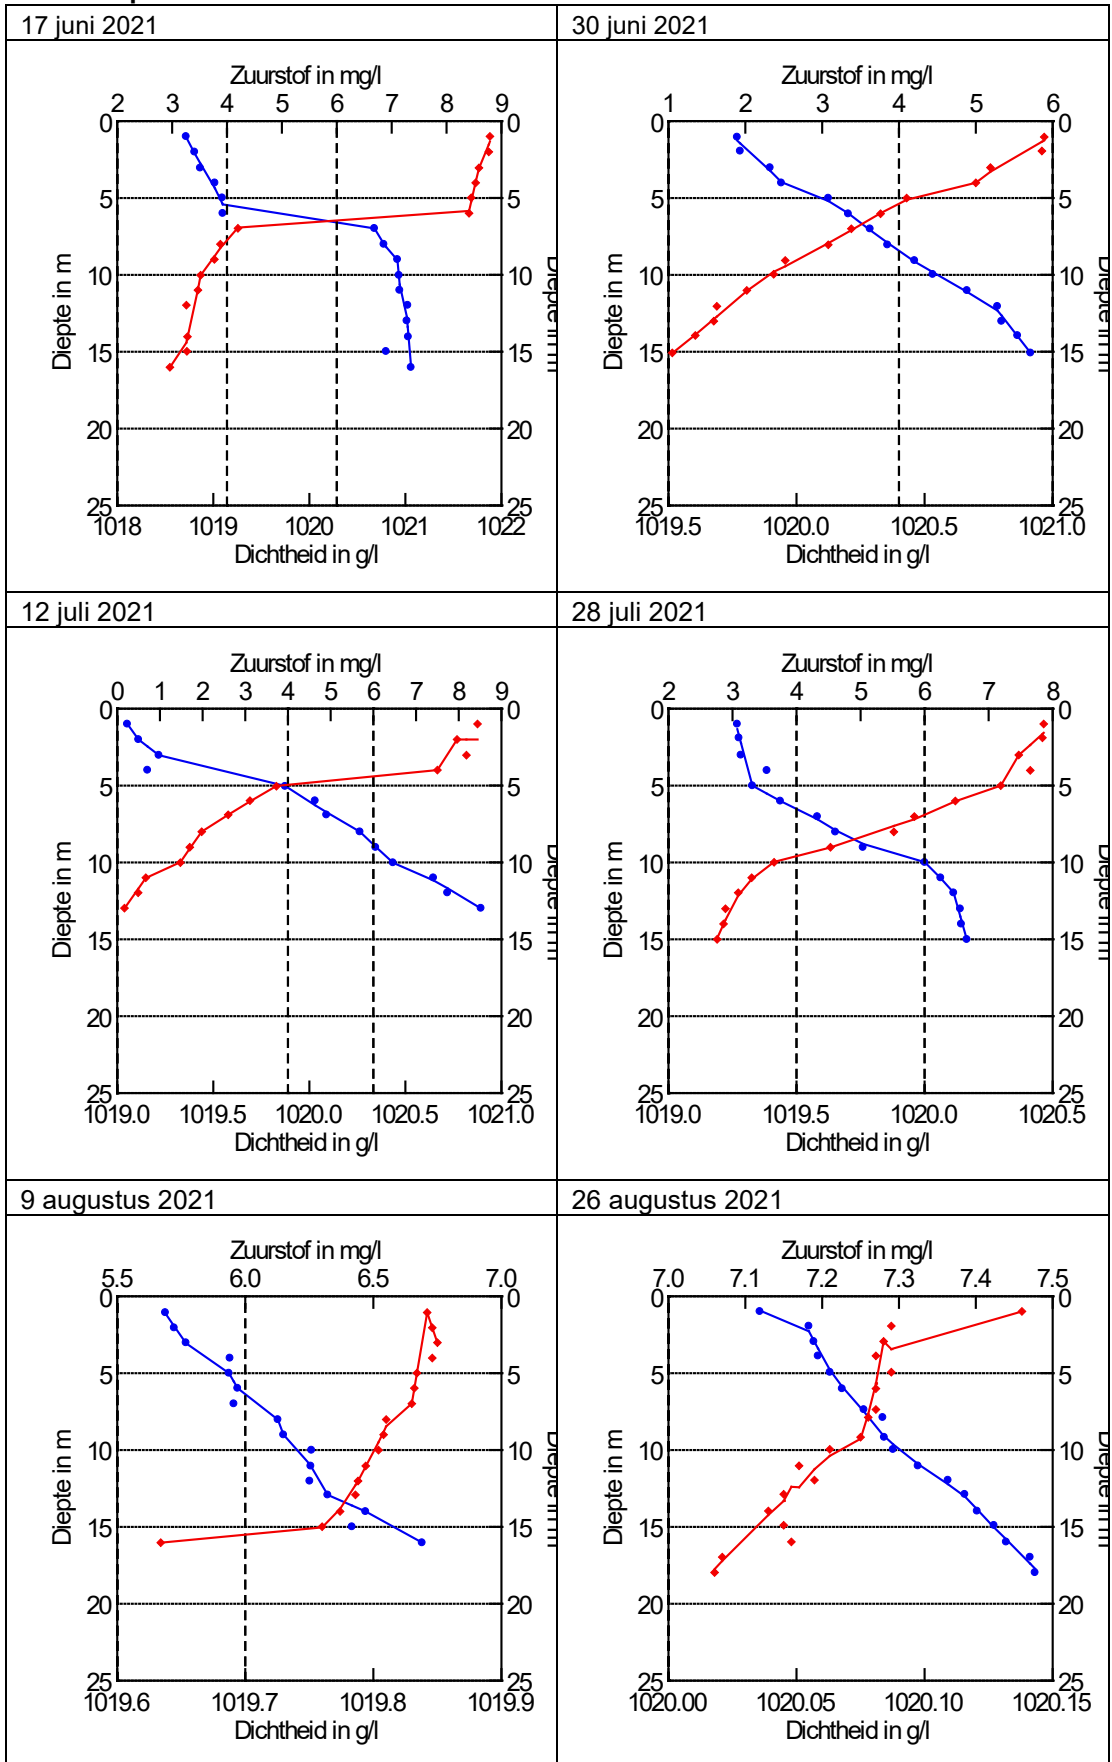 17 juni 2021
30 juni 2021
Zuurstof in mg/l
Zuurstof in mg/l
2 3 4 5 6 7 8 9
1 2 3 4 5 6
0 0
0 0
5 5
5 5
10 10
10 10
15 15
15 15
20 20
20 20
25 25
25 25
Diepte in m
Diepte in m
Diepte in m
Diepte in m
1018 1019 1020 1021 1022
1019.5 1020.0 1020.5 1021.0
Dichtheid in g/l
Dichtheid in g/l
12 juli 2021
28 juli 2021
Zuurstof in mg/l
Zuurstof in mg/l
0 1 2 3 4 5 6 7 8 9
2 3 4 5 6 7 8
0 0
0 0
5 5
5 5
10 10
10 10
15 15
15 15
20 20
20 20
25 25
25 25
Diepte in m
Diepte in m
Diepte in m
Diepte in m
1019.0 1019.5 1020.0 1020.5 1021.0
1019.0 1019.5 1020.0 1020.5
Dichtheid in g/l
Dichtheid in g/l
9 augustus 2021
26 augustus 2021
Zuurstof in mg/l
Zuurstof in mg/l
5.5 6.0 6.5 7.0
7.0 7.1 7.2 7.3 7.4 7.5
0 0
0 0
5 5
5 5
10 10
10 10
15 15
15 15
20 20
20 20
25 25
25 25
Diepte in m
Diepte in m
Diepte in m
Diepte in m
1019.6 1019.7 1019.8 1019.9
1020.00 1020.05 1020.10 1020.15
Dichtheid in g/l
Dichtheid in g/l